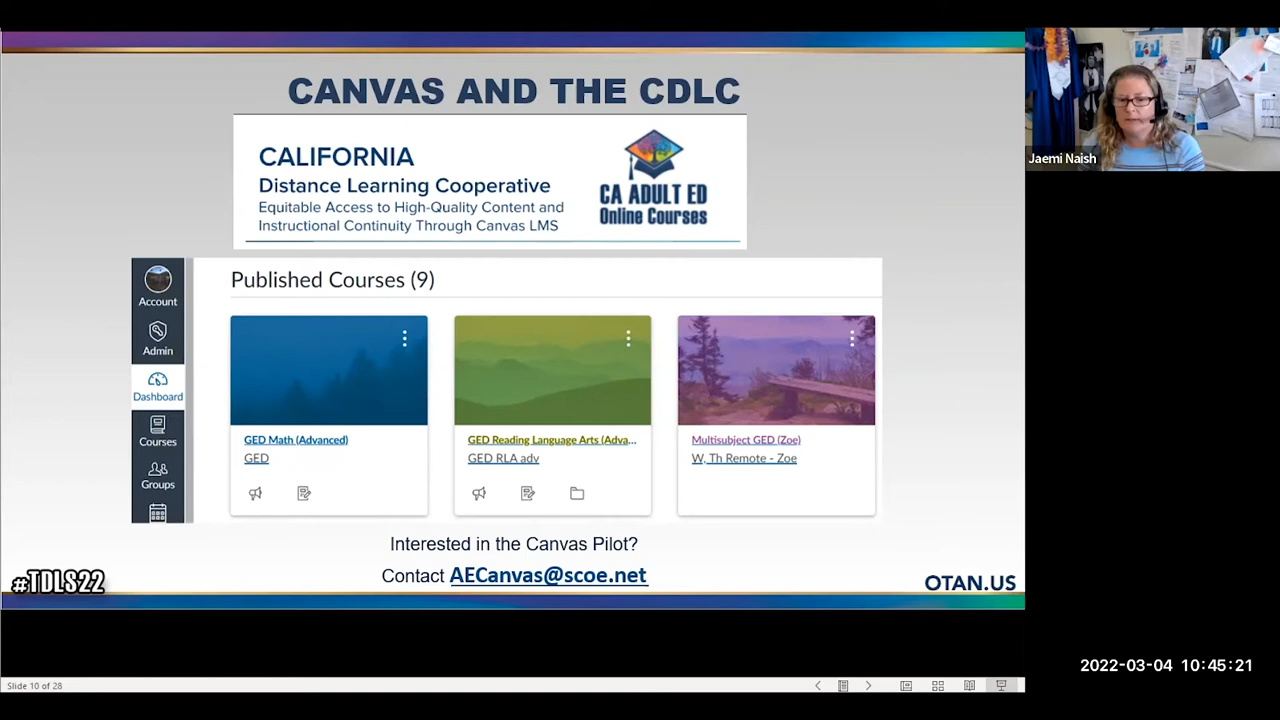 CANVAS AND THE CDLC
CALIFORNIA
Distance Learning Cooperative
Equitable Access to High-Quality Content and
Instructional Continuity Through Canvas LMS
CA ADULT ED
Online Courses
Jaemi Naish
Account
Admin
Dashboard
Courses
Groups
Published Courses (9)
GED Math (Advanced)
GED
GED Reading Language Arts (Adva...
GED RLA adv
Multisubject GED (Zoe)
W, Th Remote - Zoe
Interested in the Canvas Pilot?
Contact AECanvas@scoe.net
#TDLS22
OTAN.US
2022-03-04 10:45:21
Slide 10 of 28